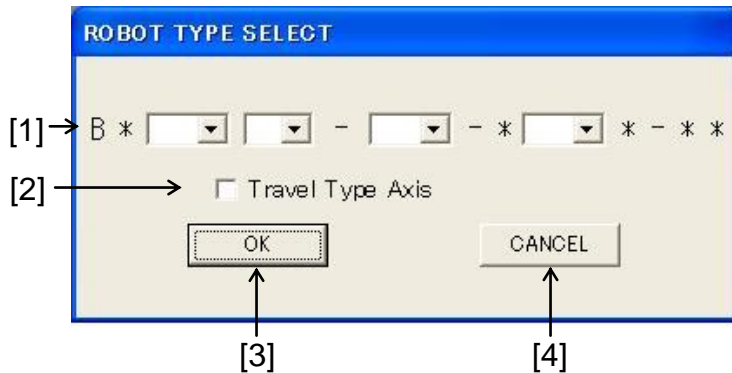 ROBOT TYPE SELECT
[1] B * - - * * - * *
[2] Travel Type Axis
OK CANCEL
[3] [4]